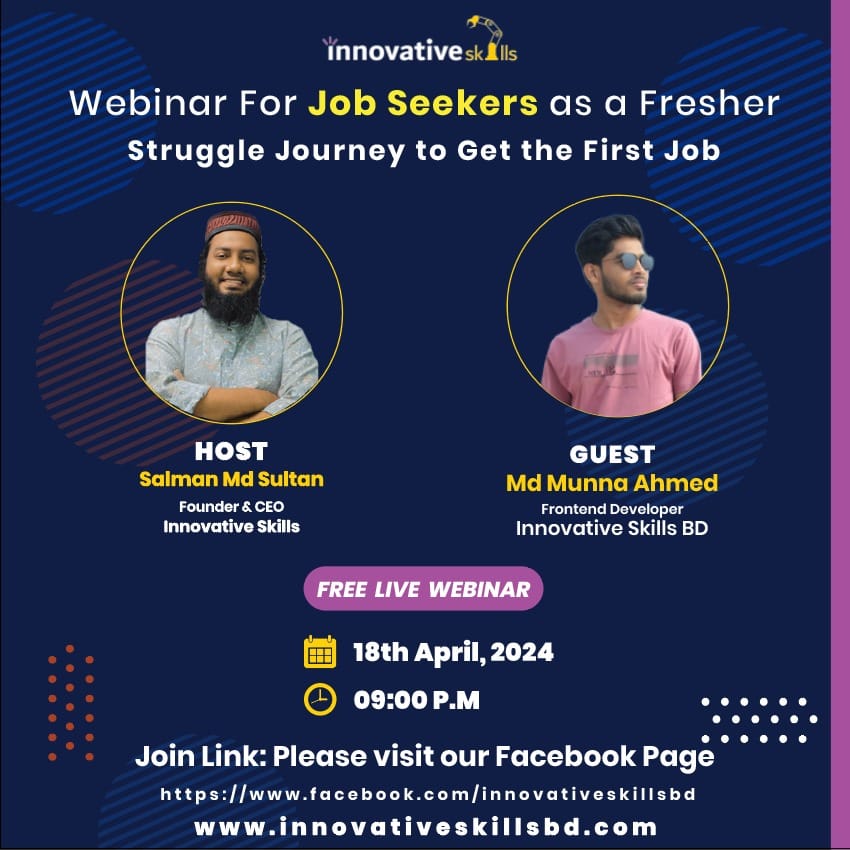 innovative skills
Webinar For Job Seekers as a Fresher
Struggle Journey to Get the First Job
HOST
Salman Md Sultan
Founder & CEO
Innovative Skills
GUEST
Md Munna Ahmed
Frontend Developer
Innovative Skills BD
FREE LIVE WEBINAR
18th April, 2024
09:00 P.M
Join Link: Please visit our Facebook Page
https://www.facebook.com/innovativeskillsbd
www.innovativeskillsbd.com